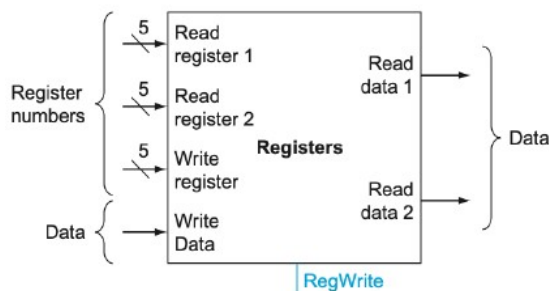 5
Read
register 1
5
Read
register 2
5
Write
register
Write
Data
Register
numbers
Data
Registers
Read
data 1
Read
data 2
Data
RegWrite